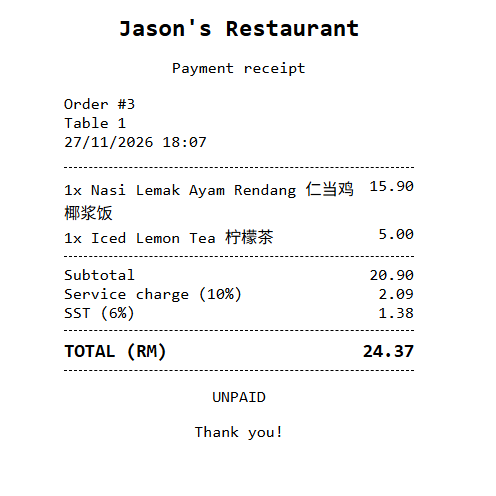 Jason's Restaurant
Payment receipt
Order #3
Table 1
27/11/2026 18:07
1x Nasi Lemak Ayam Rendang 仁当鸡 15.90
椰浆饭
1x Iced Lemon Tea 柠檬茶 5.00
Subtotal 20.90
Service charge (10%) 2.09
SST (6%) 1.38
TOTAL (RM) 24.37
UNPAID
Thank you!